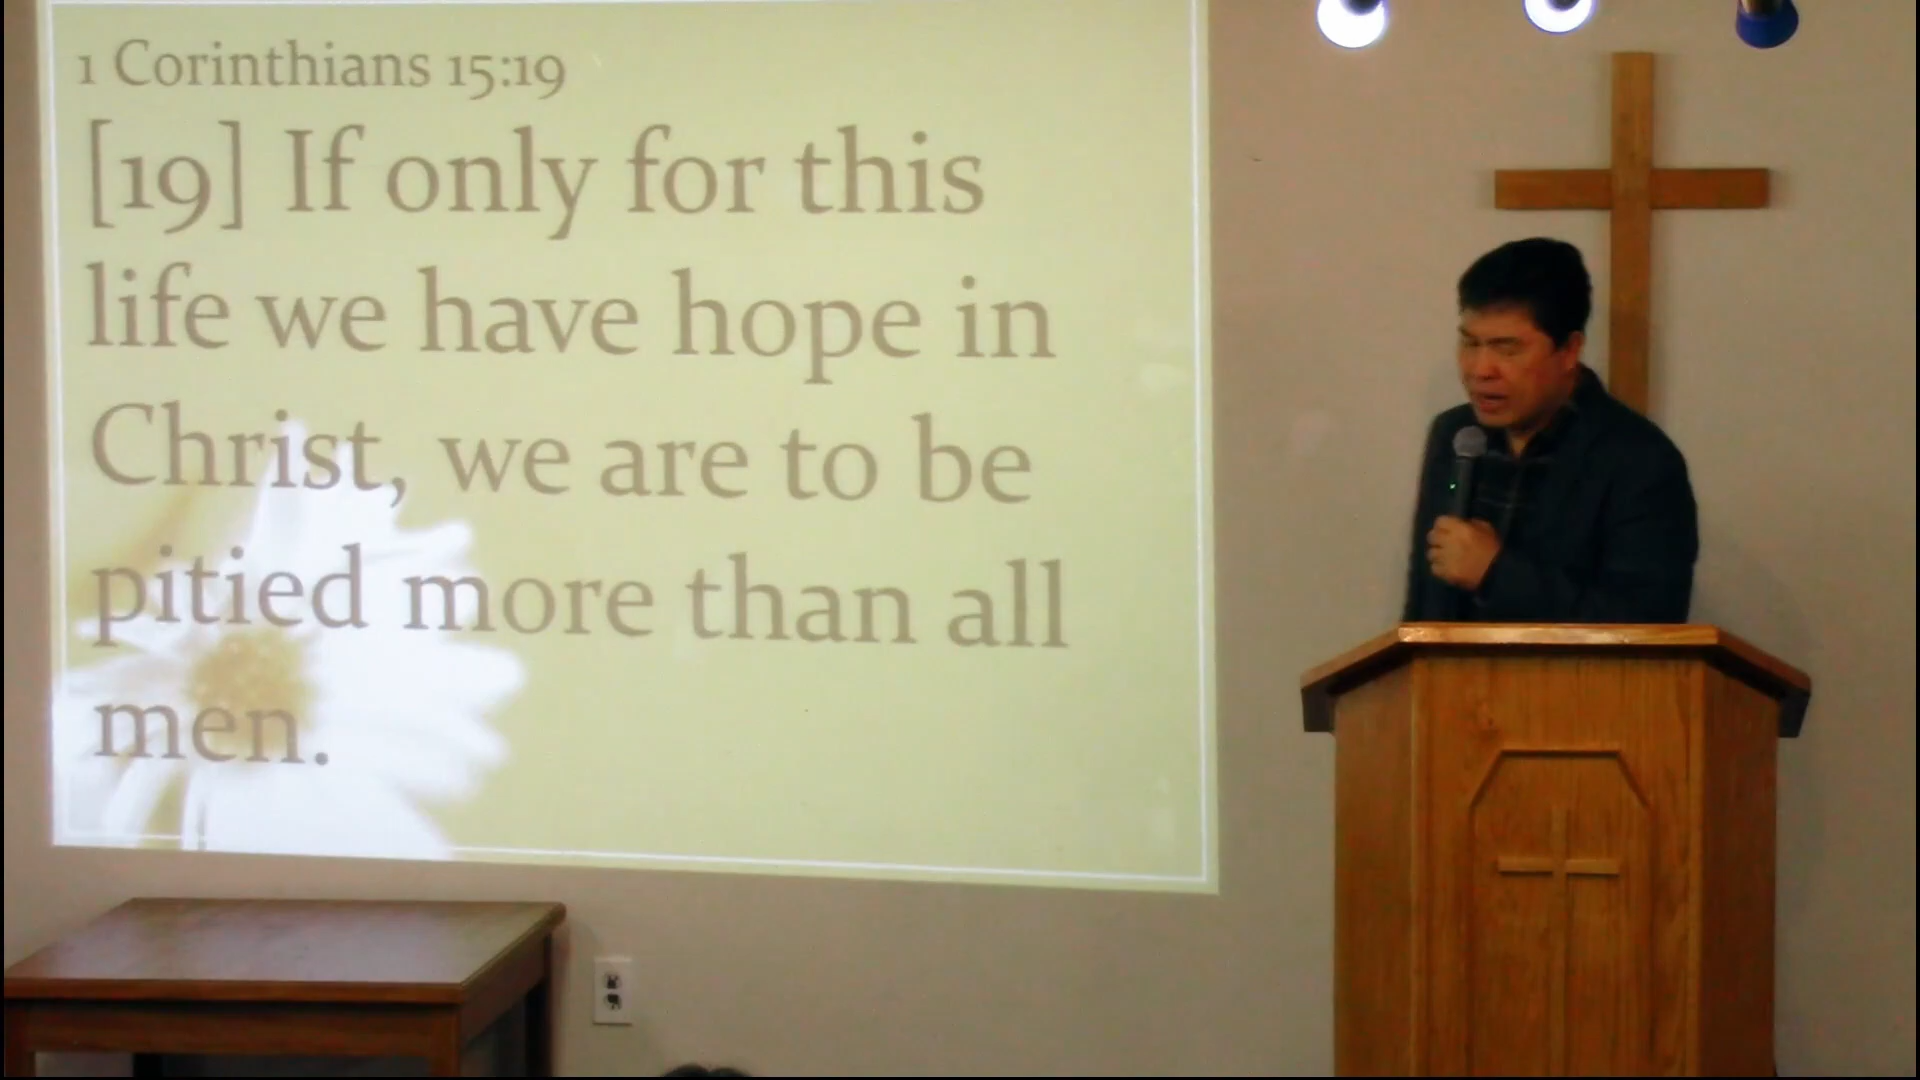 1 Corinthians 15:19
[19] If only for this
life we have hope in
Christ, we are to be
pitied more than all
men.